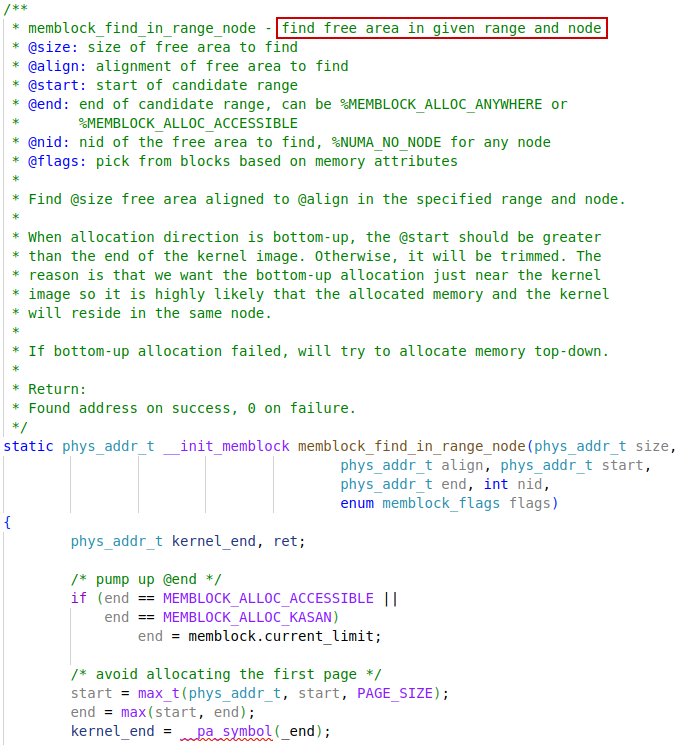 /**
 * memblock_find_in_range_node - find free area in given range and node
 * @size: size of free area to find
 * @align: alignment of free area to find
 * @start: start of candidate range
 * @end: end of candidate range, can be %MEMBLOCK_ALLOC_ANYWHERE or
 *       %MEMBLOCK_ALLOC_ACCESSIBLE
 * @nid: nid of the free area to find, %NUMA_NO_NODE for any node
 * @flags: pick from blocks based on memory attributes
 *
 * Find @size free area aligned to @align in the specified range and node.
 *
 * When allocation direction is bottom-up, the @start should be greater
 * than the end of the kernel image. Otherwise, it will be trimmed. The
 * reason is that we want the bottom-up allocation just near the kernel
 * image so it is highly likely that the allocated memory and the kernel
 * will reside in the same node.
 *
 * If bottom-up allocation failed, will try to allocate memory top-down.
 *
 * Return:
 * Found address on success, 0 on failure.
 */
static phys_addr_t __init_memblock memblock_find_in_range_node(phys_addr_t size,
                                        phys_addr_t align, phys_addr_t start,
                                        phys_addr_t end, int nid,
                                        enum memblock_flags flags)
{
        phys_addr_t kernel_end, ret;

        /* pump up @end */
        if (end == MEMBLOCK_ALLOC_ACCESSIBLE ||
            end == MEMBLOCK_ALLOC_KASAN)
                end = memblock.current_limit;

        /* avoid allocating the first page */
        start = max_t(phys_addr_t, start, PAGE_SIZE);
        end = max(start, end);
        kernel_end = __pa_symbol(_end);